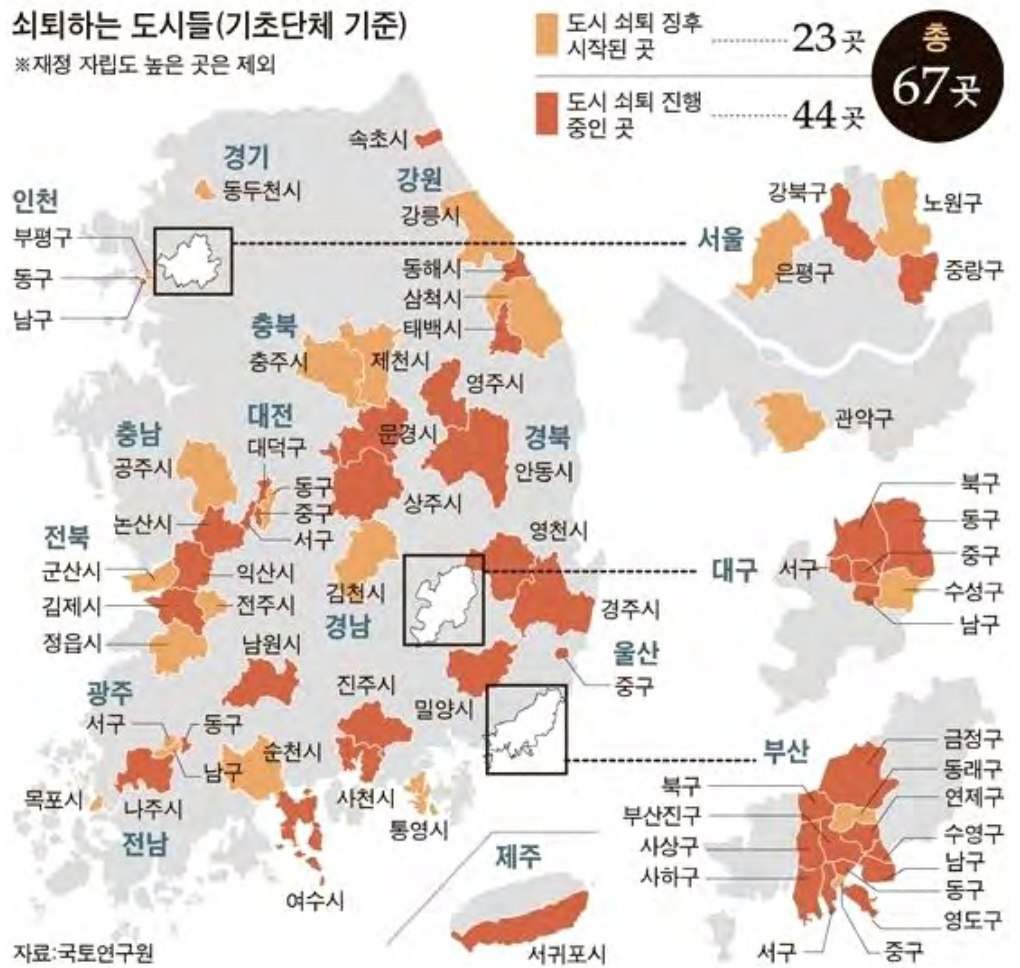 쇠퇴하는 도시들(기초단체 기준)
※재정 자립도 높은 곳은 제외
도시 쇠퇴 징후
시작된 곳 ········· 23곳
도시 쇠퇴 진행
중인 곳 ········· 44곳
총
67곳
속초시
경기
동두천시
강원
강릉시
인천
부평구
동구
남구
동해시
삼척시
태백시
서울
강북구
노원구
은평구
중랑구
관악구
충북
충주시
제천시
영주시
대전
대덕구
문경시
경북
안동시
충남
공주시
동구
중구
서구
상주시
논산시
영천시
전북
군산시
익산시
김제시
전주시
정읍시
남원시
김천시
경남
경주시
대구
북구
동구
중구
서구
수성구
남구
울산
중구
진주시
밀양시
광주
서구
동구
남구
순천시
목포시
나주시
전남
사천시
통영시
여수시
부산
금정구
동래구
연제구
수영구
남구
동구
영도구
북구
부산진구
사상구
사하구
서구
중구
제주
서귀포시
자료:국토연구원